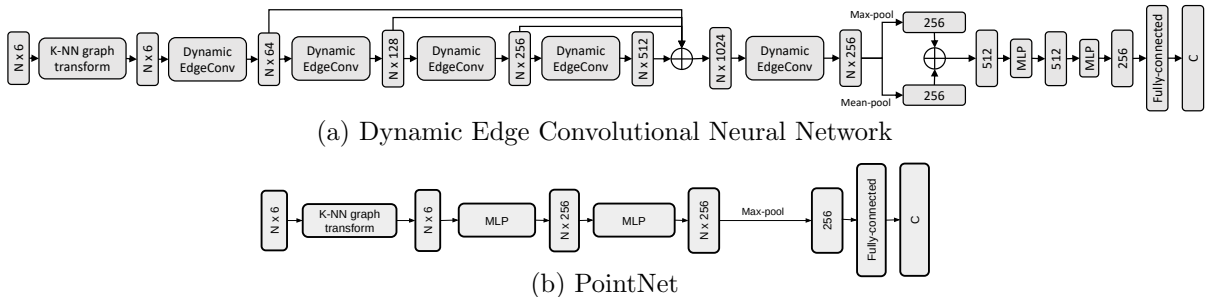 N x 6
K-NN graph
transform
N x 6
Dynamic
EdgeConv
N x 64
Dynamic
EdgeConv
N x 128
Dynamic
EdgeConv
N x 256
Dynamic
EdgeConv
N x 512
N x 1024
Dynamic
EdgeConv
N x 256
Max-pool
256
Mean-pool
256
512
MLP
512
MLP
256
Fully-connected
C
(a) Dynamic Edge Convolutional Neural Network
N x 6
K-NN graph
transform
N x 6
MLP
N x 256
MLP
N x 256
Max-pool
256
Fully-connected
C
(b) PointNet